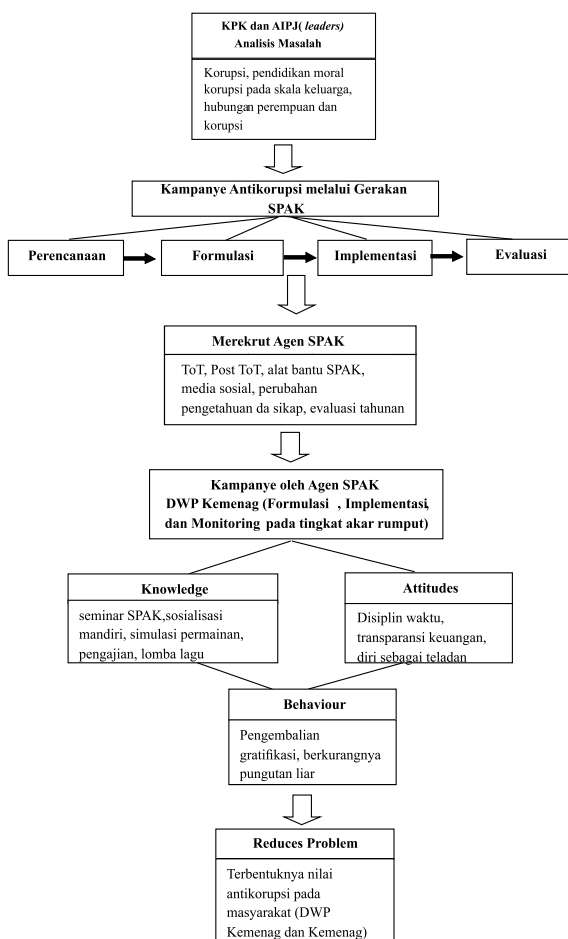 KPK dan AIPJ( leaders)
Analisis Masalah
Korupsi, pendidikan moral
korupsi pada skala keluarga,
hubungan perempuan dan
korupsi
Kampanye Antikorupsi melalui Gerakan
SPAK
Perencanaan
Formulasi
Implementasi
Evaluasi
Merekrut Agen SPAK
ToT, Post ToT, alat bantu SPAK,
media sosial, perubahan
pengetahuan da sikap, evaluasi tahunan
Kampanye oleh Agen SPAK
DWP Kemenag (Formulasi , Implementasi,
dan Monitoring pada tingkat akar rumput)
Knowledge
seminar SPAK,sosialisasi
mandiri, simulasi permainan,
pengajian, lomba lagu
Attitudes
Disiplin waktu,
transparansi keuangan,
diri sebagai teladan
Behaviour
Pengembalian
gratifikasi, berkurangnya
pungutan liar
Reduces Problem
Terbentuknya nilai
antikorupsi pada
masyarakat (DWP
Kemenag dan Kemenag)